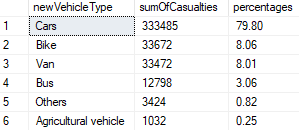 newVehicleType sumOfCasualties percentages
1 Cars 333485 79.80
2 Bike 33672 8.06
3 Van 33472 8.01
4 Bus 12798 3.06
5 Others 3424 0.82
6 Agricultural vehicle 1032 0.25